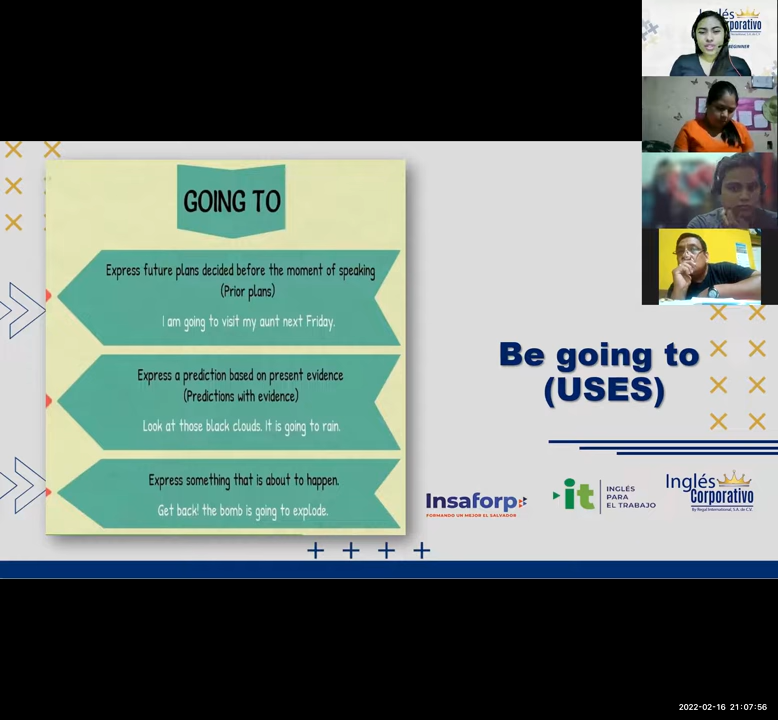 GOING TO
Express future plans decided before the moment of speaking
(Prior plans)
I am going to visit my aunt next Friday.
Express a prediction based on present evidence
(Predictions with evidence)
Look at those black clouds. It is going to rain.
Express something that is about to happen.
Get back! the bomb is going to explode.
Be going to
(USES)
Insaforp
FORMANDO UN MEJOR EL SALVADOR
it
INGLÉS
PARA
EL TRABAJO
Inglés
Corporativo
By Regal International, S.A. de C.V.
BEGINNER
2022-02-16 21:07:56